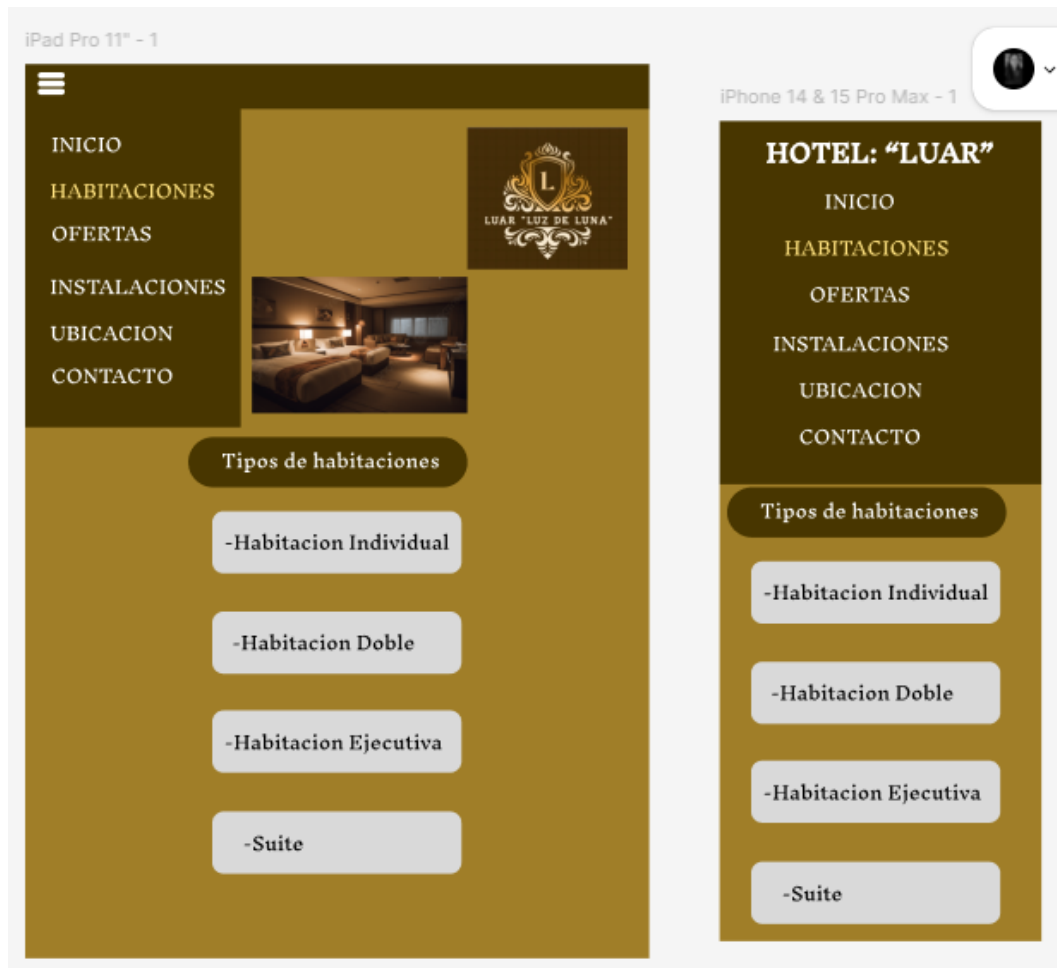 iPad Pro 11" - 1
INICIO
HABITACIONES
OFERTAS
INSTALACIONES
UBICACION
CONTACTO
L
LUAR "LUZ DE LUNA"
Tipos de habitaciones
-Habitacion Individual
-Habitacion Doble
-Habitacion Ejecutiva
-Suite
iPhone 14 & 15 Pro Max - 1
HOTEL: “LUAR”
INICIO
HABITACIONES
OFERTAS
INSTALACIONES
UBICACION
CONTACTO
Tipos de habitaciones
-Habitacion Individual
-Habitacion Doble
-Habitacion Ejecutiva
-Suite